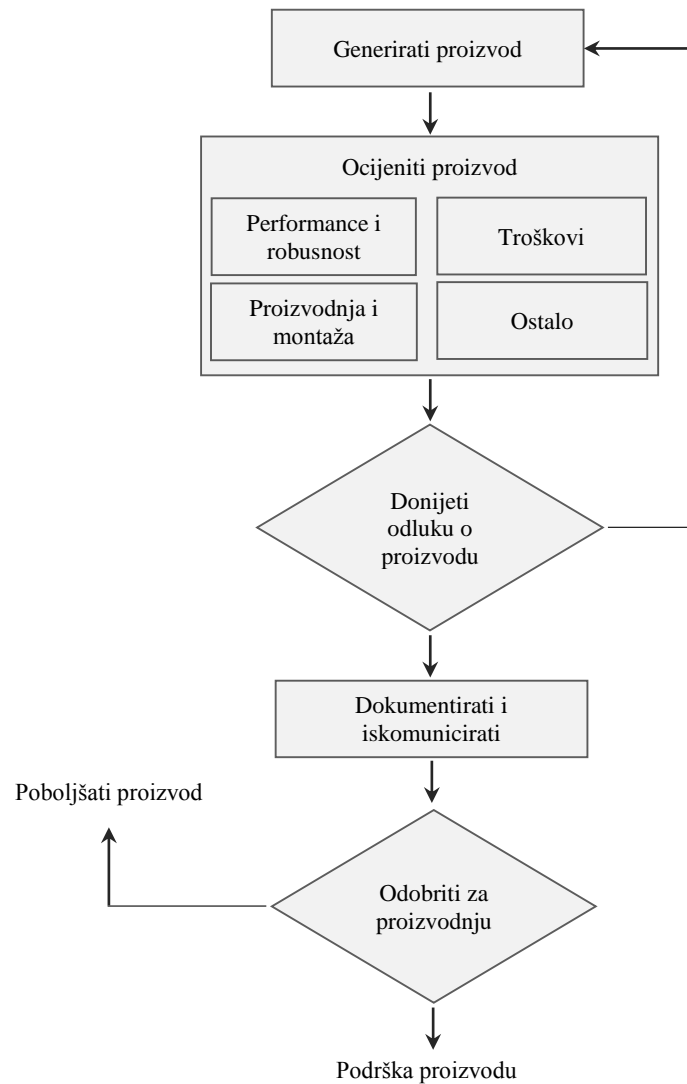 Generirati proizvod
Ocijeniti proizvod
Performance i
robusnost
Troškovi
Proizvodnja i
montaža
Ostalo
Donijeti
odluku o
proizvodu
Dokumentirati i
iskomunicirati
Poboljšati proizvod
Odobriti za
proizvodnju
Podrška proizvodu